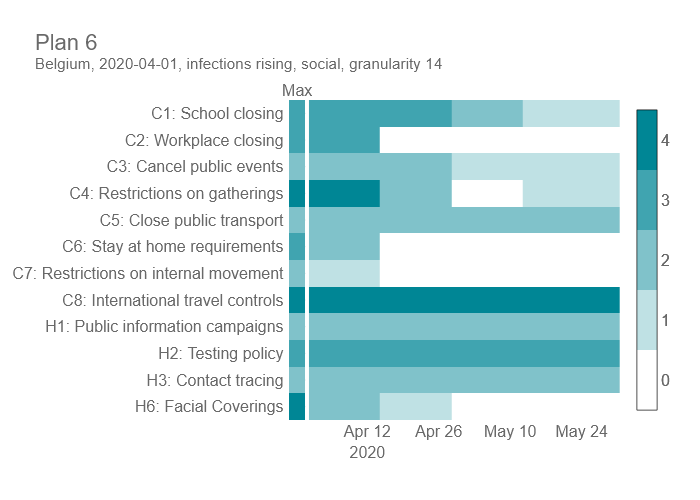 Plan 6
Belgium, 2020-04-01, infections rising, social, granularity 14
Max
C1: School closing
C2: Workplace closing
C3: Cancel public events
C4: Restrictions on gatherings
C5: Close public transport
C6: Stay at home requirements
C7: Restrictions on internal movement
C8: International travel controls
H1: Public information campaigns
H2: Testing policy
H3: Contact tracing
H6: Facial Coverings
Apr 12 Apr 26 May 10 May 24
2020
4
3
2
1
0